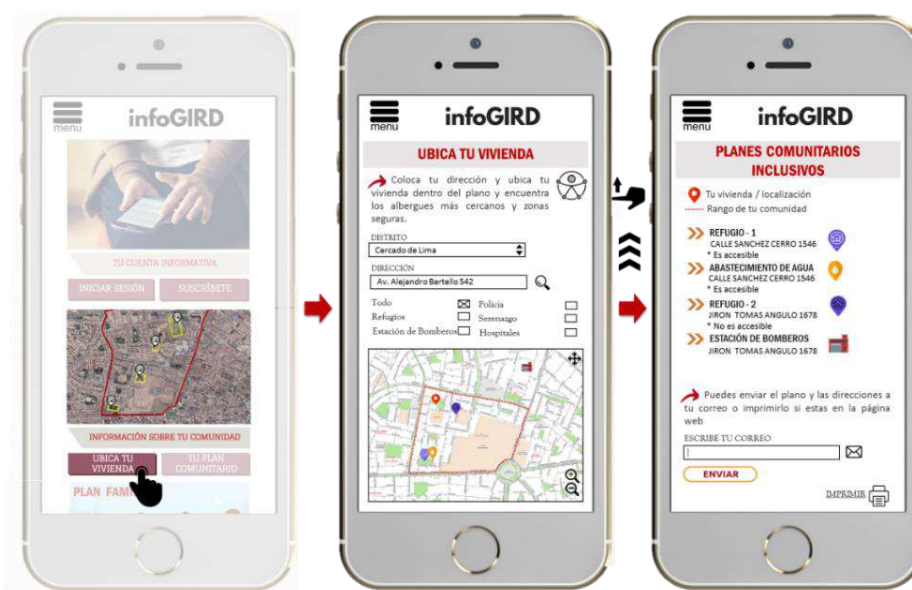 menu
infoGIRD
TU CUENTA INFORMATIVA
INICIAR SESIÓN
SUSCRÍBETE
INFORMACIÓN SOBRE TU COMUNIDAD
UBICA TU
VIVIENDA
TU PLAN
COMUNITARIO
PLAN FAMI
menu
infoGIRD
UBICA TU VIVIENDA
Coloca tu dirección y ubica tu
vivienda dentro del plano y encuentra
los albergues más cercanos y zonas
seguras.
DISTRITO
Cercado de Lima
DIRECCIÓN
Av. Alejandro Bertello 542
Todo
Policía
Refugios
Serenazgo
Estación de Bomberos
Hospitales
menu
infoGIRD
PLANES COMUNITARIOS
INCLUSIVOS
Tu vivienda / localización
Rango de tu comunidad
REFUGIO - 1
CALLE SANCHEZ CERRO 1546
* Es accesible
ABASTECIMIENTO DE AGUA
CALLE SANCHEZ CERRO 1546
* Es accesible
REFUGIO - 2
JIRON TOMAS ANGULO 1678
* No es accesible
ESTACIÓN DE BOMBEROS
JIRON TOMAS ANGULO 1678
Puedes enviar el plano y las direcciones a
tu correo o imprimirlo si estas en la página
web
ESCRIBE TU CORREO
ENVIAR
IMPRIMIR